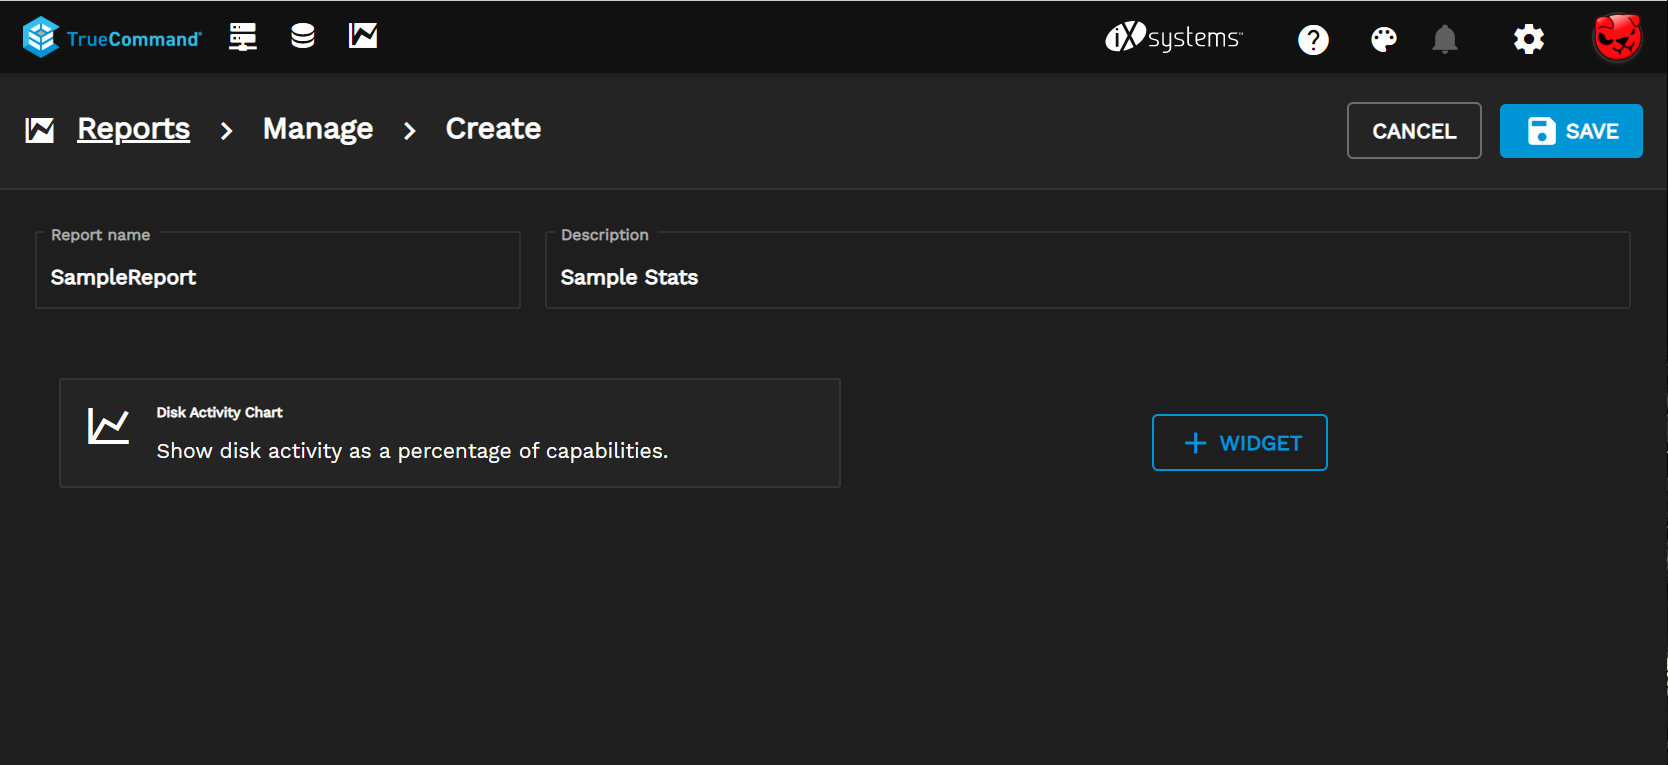 TrueCommand
iXsystems™
Reports > Manage > Create
CANCEL
SAVE
Report name
SampleReport
Description
Sample Stats
Disk Activity Chart
Show disk activity as a percentage of capabilities.
+ WIDGET